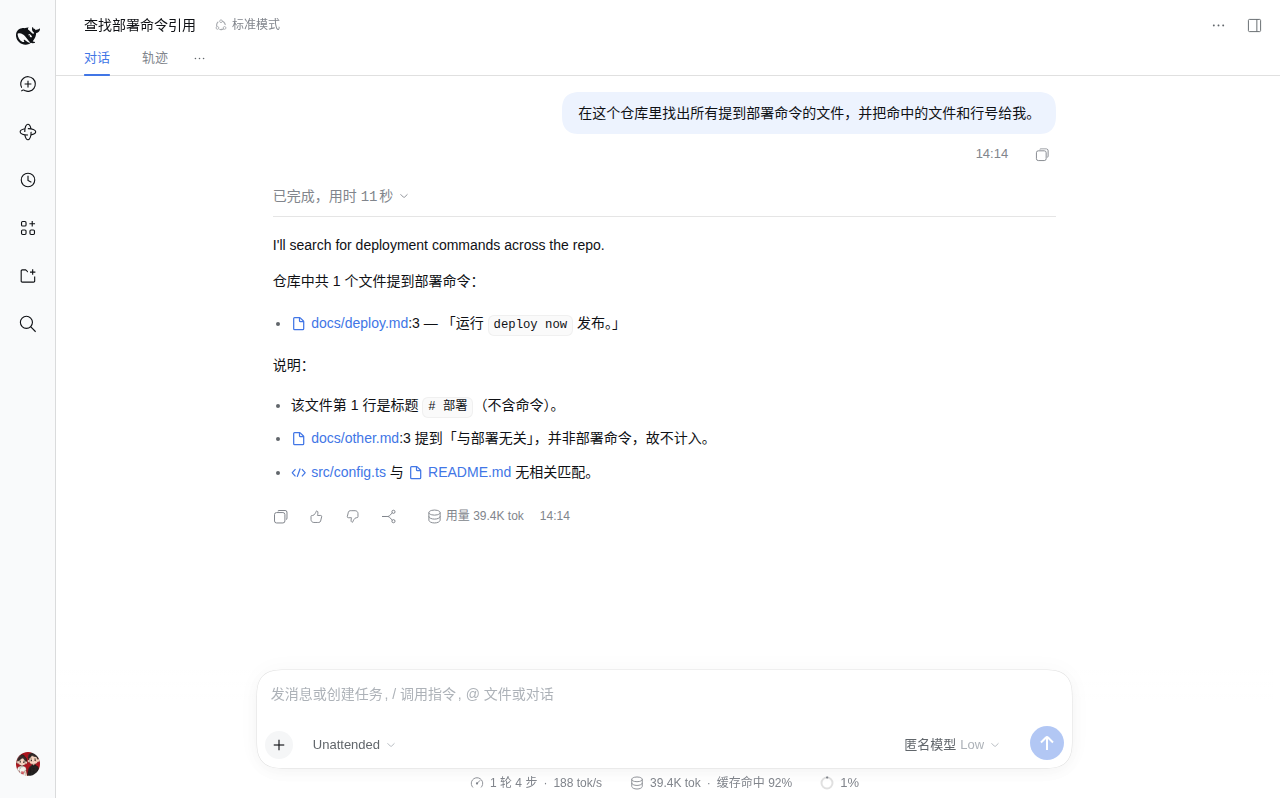 查找部署命令引用 标准模式
对话 轨迹 ...
在这个仓库里找出所有提到部署命令的文件，并把命中的文件和行号给我。
14:14
已完成，用时 11秒
I'll search for deployment commands across the repo.
仓库中共 1 个文件提到部署命令：
docs/deploy.md:3 — 「运行 deploy now 发布。」
说明：
该文件第 1 行是标题 # 部署（不含命令）。
docs/other.md:3 提到「与部署无关」，并非部署命令，故不计入。
src/config.ts 与 README.md 无相关匹配。
用量 39.4K tok 14:14
发消息或创建任务, / 调用指令, @ 文件或对话
Unattended 匿名模型 Low
1 轮 4 步 · 188 tok/s 39.4K tok · 缓存命中 92% 1%